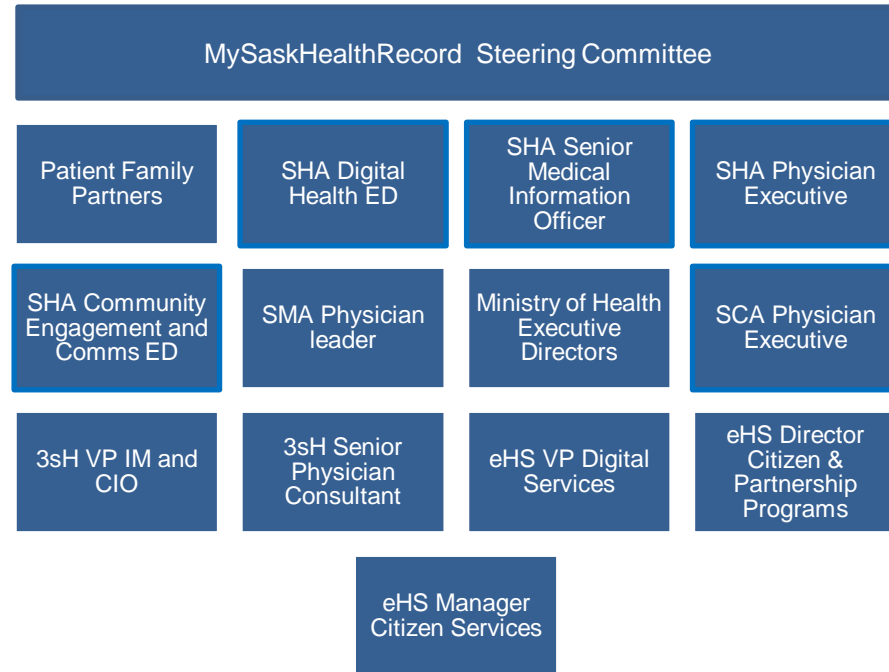 MySaskHealthRecord Steering Committee
Patient Family
Partners
SHA Digital
Health ED
SHA Senior
Medical
Information
Officer
SHA Physician
Executive
SHA Community
Engagement and
Comms ED
SMA Physician
leader
Ministry of Health
Executive
Directors
SCA Physician
Executive
3sH VP IM and
CIO
3sH Senior
Physician
Consultant
eHS VP Digital
Services
eHS Director
Citizen &
Partnership
Programs
eHS Manager
Citizen Services